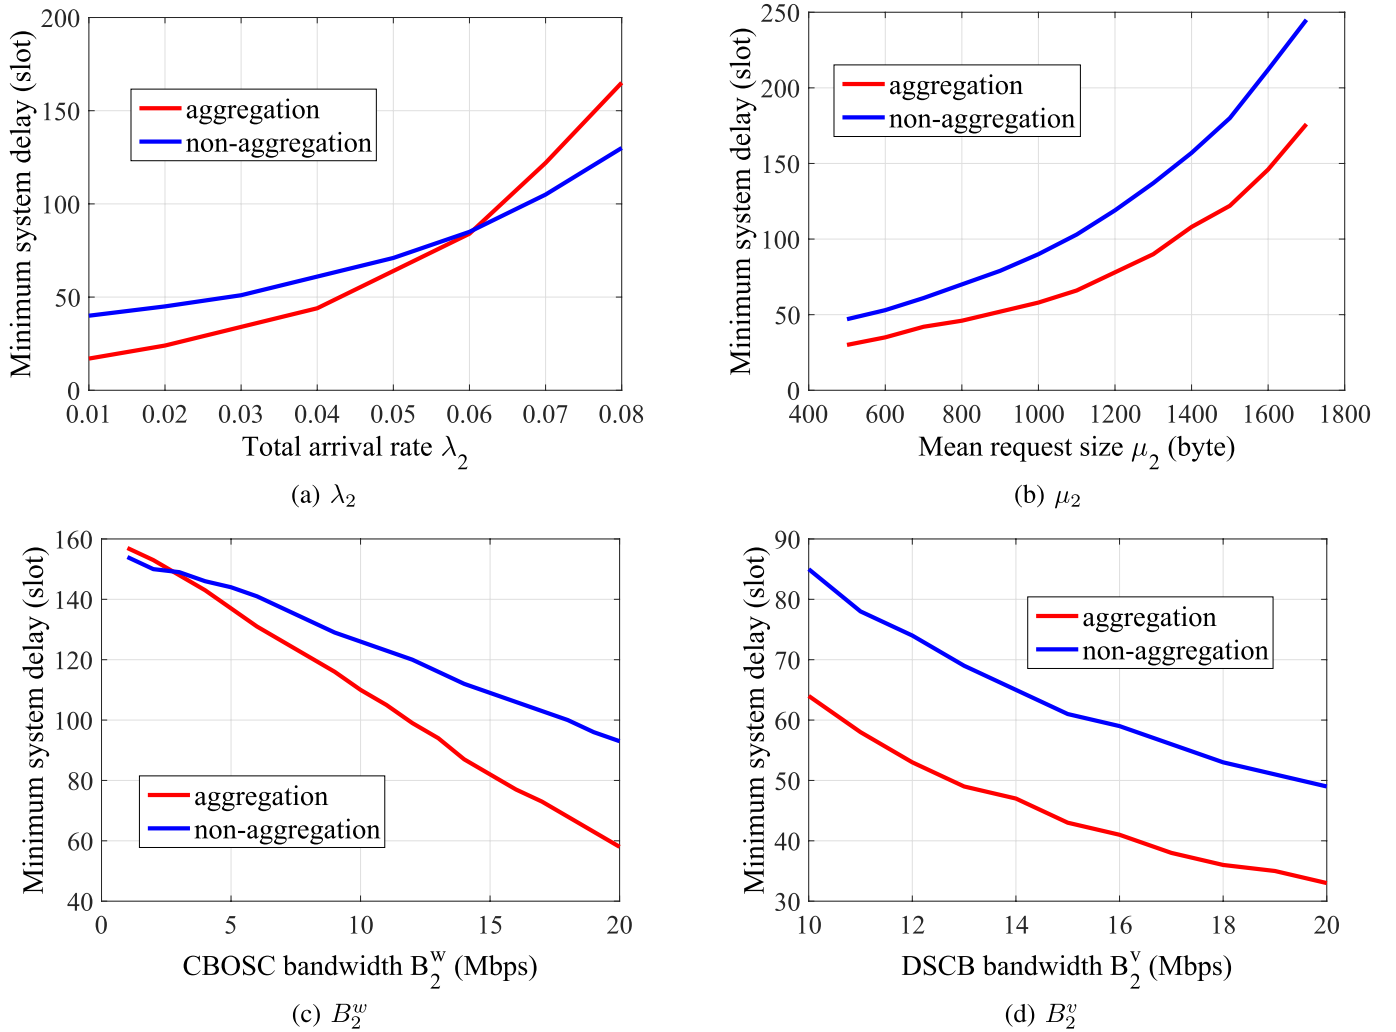 200
150
100
50
0
Minimum system delay (slot)
aggregation
non-aggregation
0.01 0.02 0.03 0.04 0.05 0.06 0.07 0.08
Total arrival rate λ2
(a) λ2
250
200
150
100
50
0
Minimum system delay (slot)
aggregation
non-aggregation
400 600 800 1000 1200 1400 1600 1800
Mean request size μ2 (byte)
(b) μ2
160
140
120
100
80
60
40
Minimum system delay (slot)
aggregation
non-aggregation
0 5 10 15 20
CBOSC bandwidth B2^w (Mbps)
(c) B2^w
90
80
70
60
50
40
30
Minimum system delay (slot)
aggregation
non-aggregation
10 12 14 16 18 20
DSCB bandwidth B2^v (Mbps)
(d) B2^v